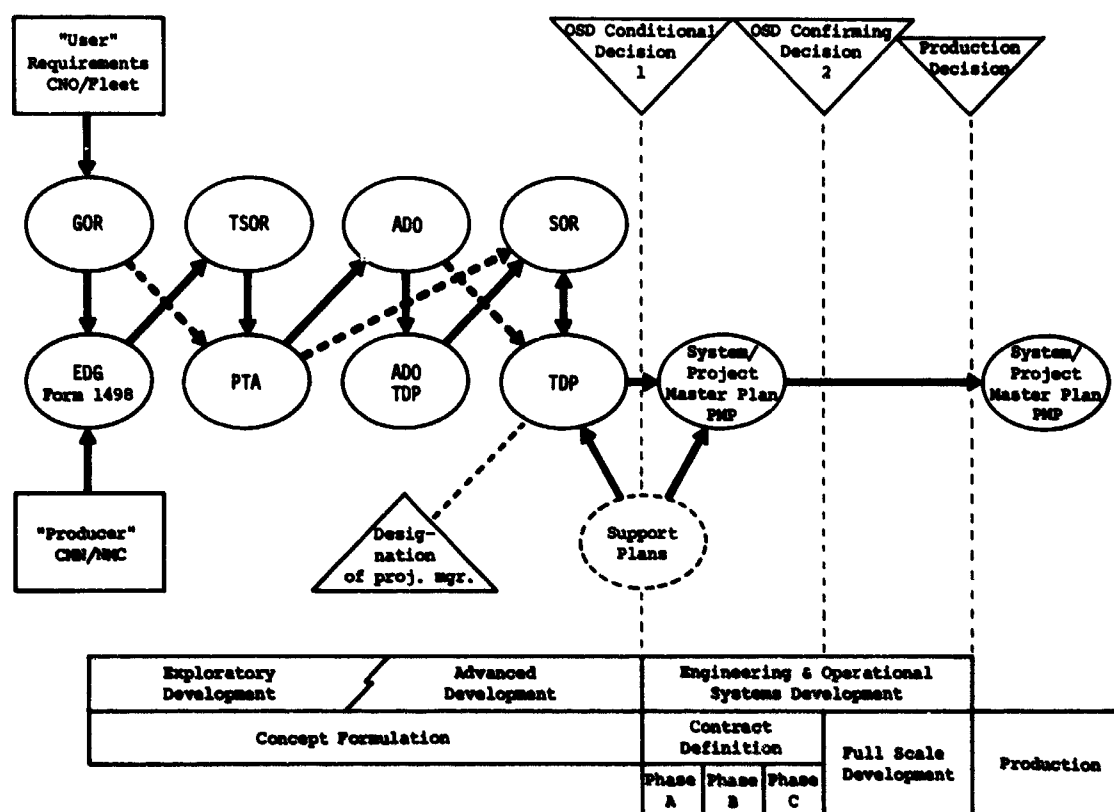 "User"
Requirements
CNO/Fleet
OSD Conditional
Decision
1
OSD Confirming
Decision
2
Production
Decision
GOR
TSOR
ADO
SOR
EDG
Form 1498
PTA
ADO
TDP
TDP
System/
Project
Master Plan
PMP
System/
Project
Master Plan
PMP
"Producer"
CMN/NMC
Desig-
nation
of proj. mgr.
Support
Plans
Exploratory
Development
Advanced
Development
Engineering & Operational
Systems Development
Concept Formulation
Contract
Definition
Full Scale
Development
Production
Phase
A
Phase
B
Phase
C